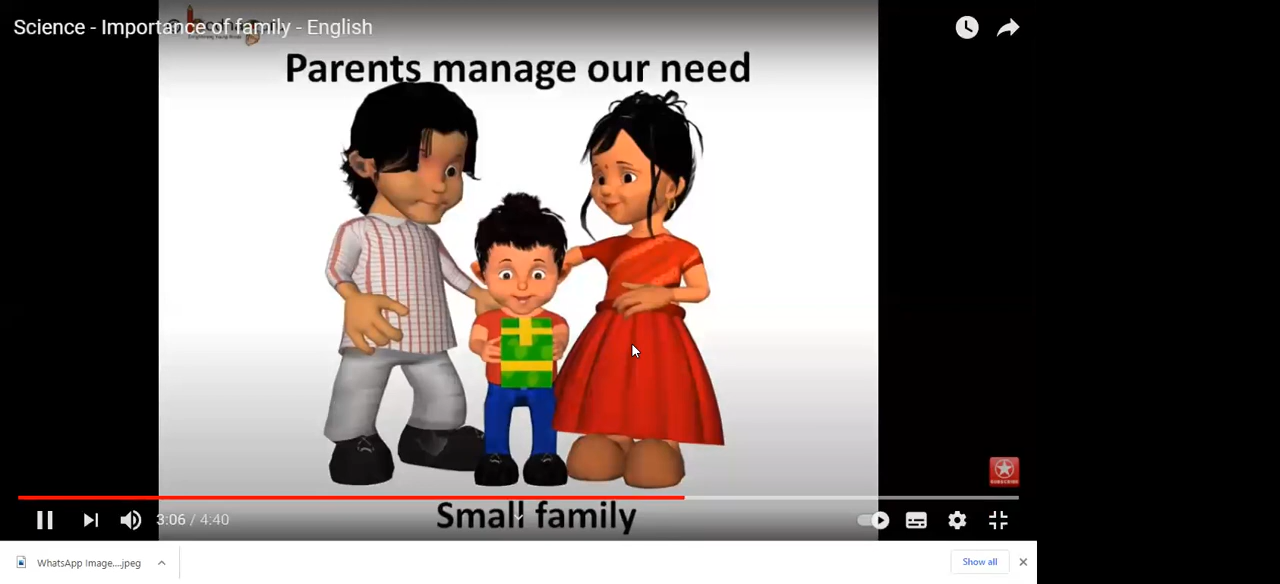 Science - Importance of family - English
Parents manage our need
Small family
3:06 / 4:40
WhatsApp Image....jpeg
Show all